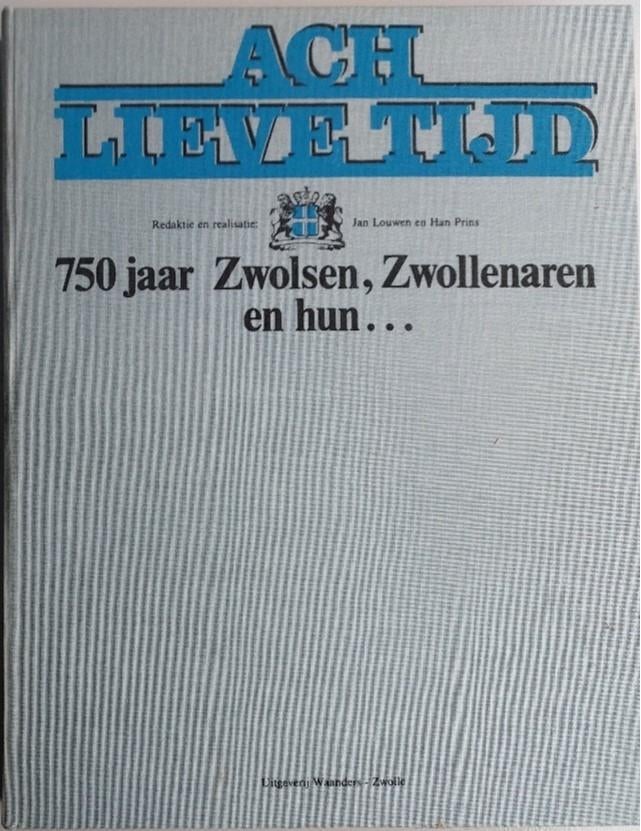 ACH
LIEVE TIJD
Redaktie en realisatie: Jan Louwen en Han Prins
750 jaar Zwolsen, Zwollenaren
en hun...
Uitgeverij Waanders - Zwolle